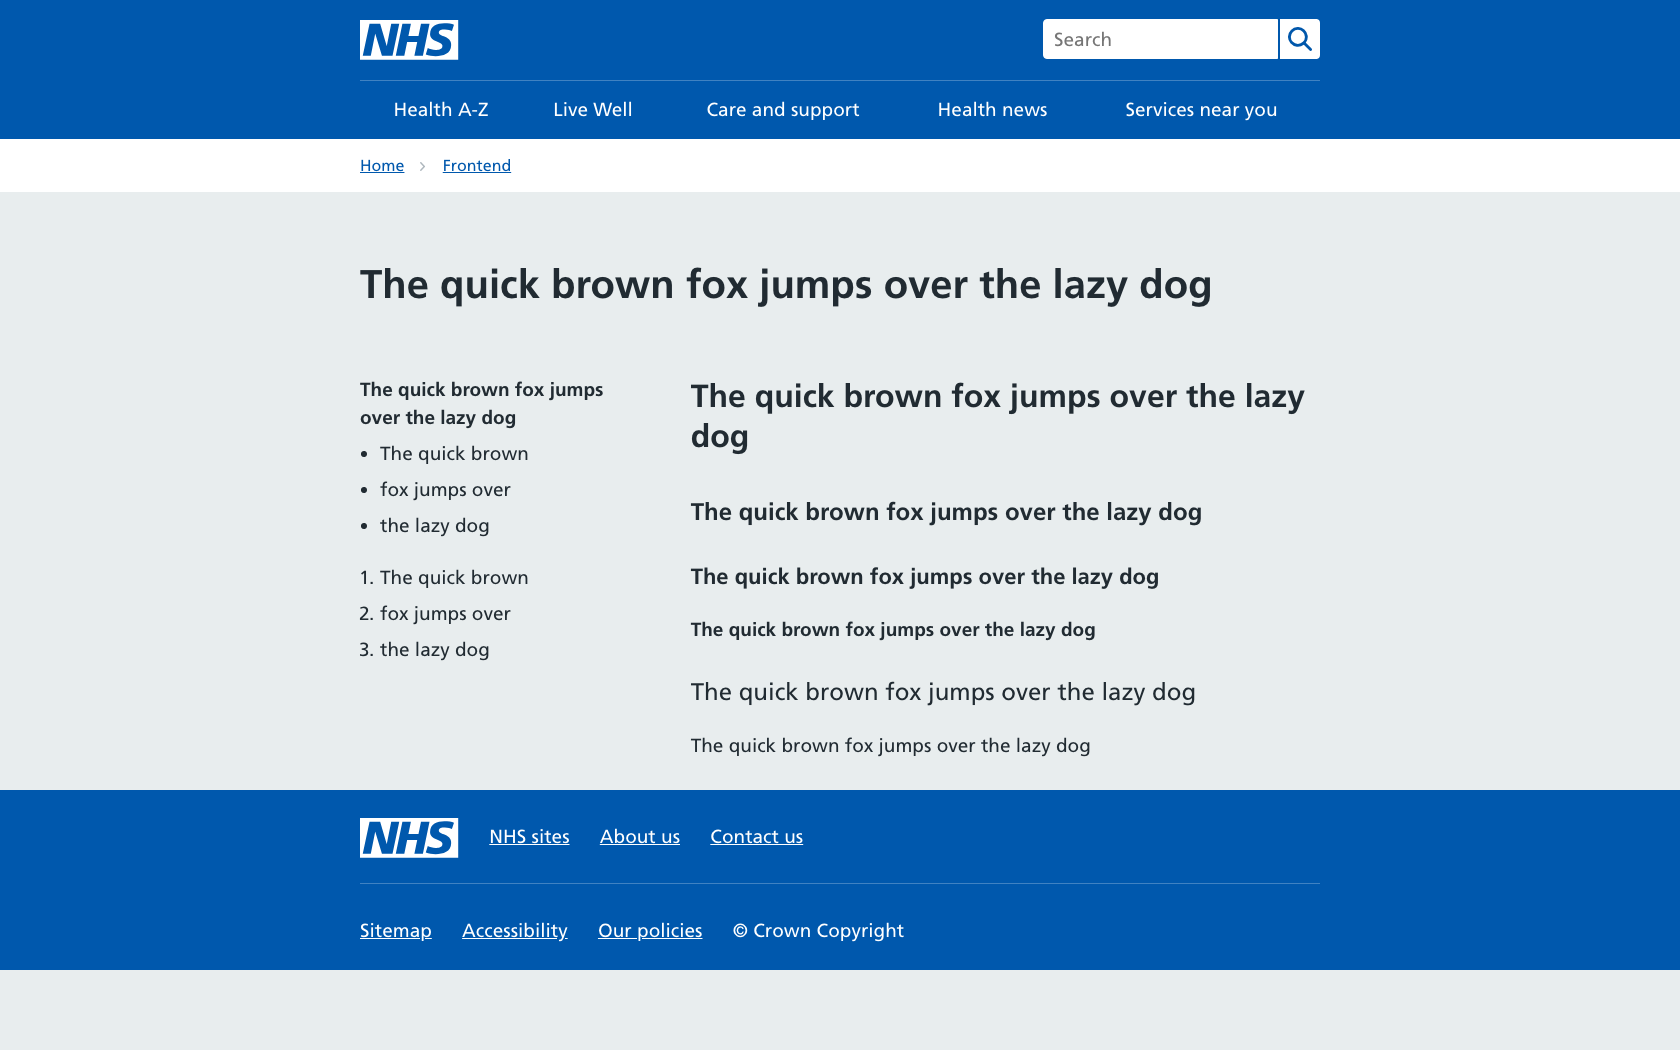 NHS
Search
Health A-Z Live Well Care and support Health news Services near you
Home Frontend
The quick brown fox jumps over the lazy dog
The quick brown fox jumps
over the lazy dog
• The quick brown
• fox jumps over
• the lazy dog
1. The quick brown
2. fox jumps over
3. the lazy dog
The quick brown fox jumps over the lazy
dog
The quick brown fox jumps over the lazy dog
The quick brown fox jumps over the lazy dog
The quick brown fox jumps over the lazy dog
The quick brown fox jumps over the lazy dog
The quick brown fox jumps over the lazy dog
NHS NHS sites About us Contact us
Sitemap Accessibility Our policies © Crown Copyright